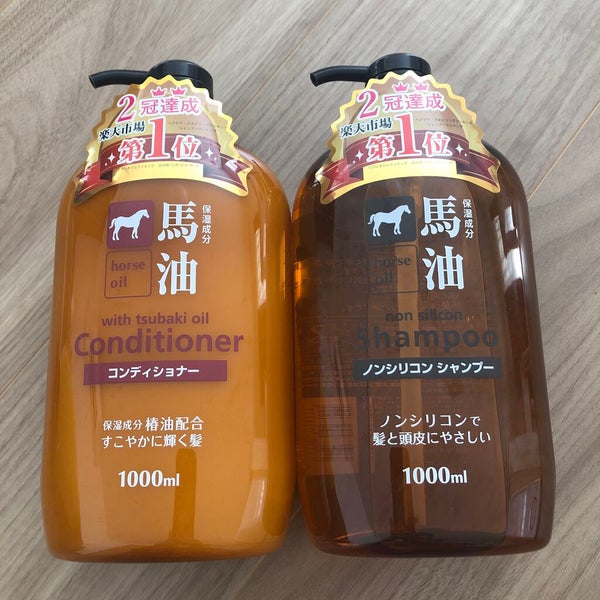 2冠達成
楽天市場
第1位
保湿成分
馬油
horse
oil
with tsubaki oil
Conditioner
コンディショナー
保湿成分 椿油配合
すこやかに輝く髪
1000ml
2冠達成
楽天市場
第1位
保湿成分
馬油
horse
oil
non silicon
Shampoo
ノンシリコン シャンプー
ノンシリコンで
髪と頭皮にやさしい
1000ml